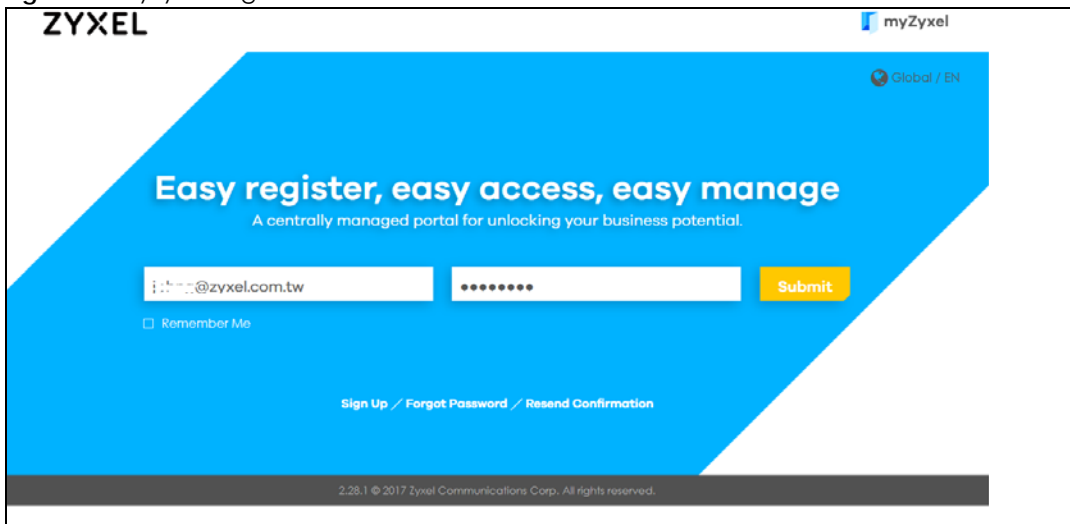 ZYXEL
myZyxel
Global / EN
Easy register, easy access, easy manage
A centrally managed portal for unlocking your business potential.
@zyxel.com.tw
••••••••
Submit
Remember Me
Sign Up / Forgot Password / Resend Confirmation
2.28.1 © 2017 Zyxel Communications Corp. All rights reserved.